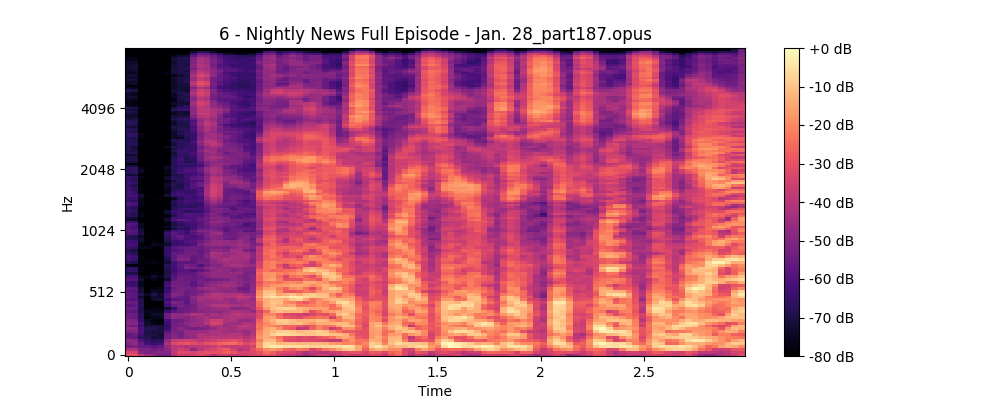 6 - Nightly News Full Episode - Jan. 28_part187.opus
+0 dB
4096
-10 dB
-20 dB
2048
-30 dB
Hz
-40 dB
1024
-50 dB
512
-60 dB
-70 dB
0
-80 dB
0 0.5 1 1.5 2 2.5
Time